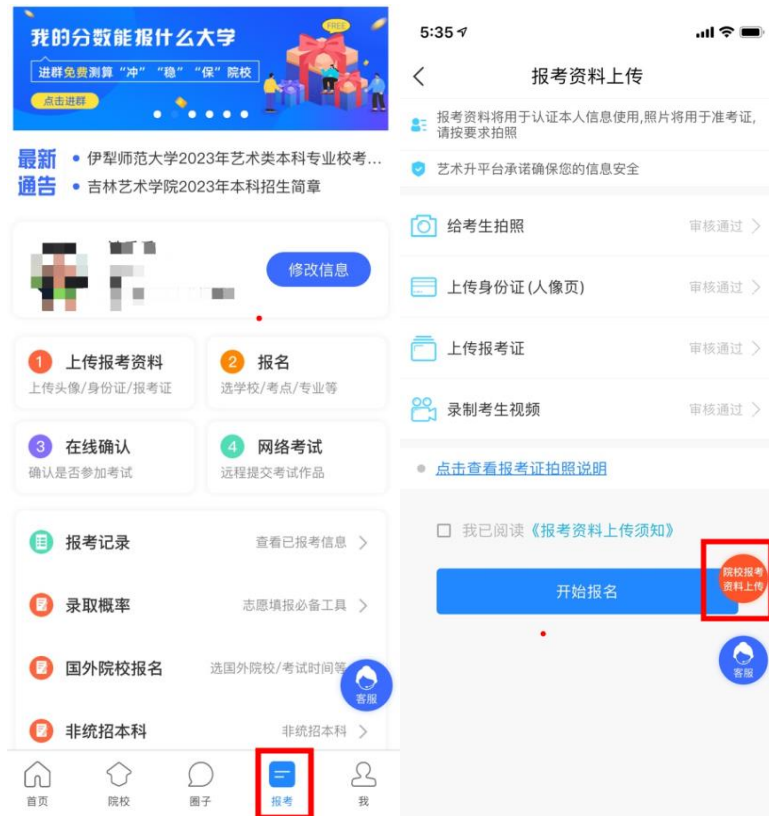 我的分数能报什么大学
FREE
进群免费测算“冲”“稳”“保”院校
点击进群
最新
通告
伊犁师范大学2023年艺术类本科专业校考...
吉林艺术学院2023年本科招生简章
修改信息
1 上传报考资料
上传头像/身份证/报考证
2 报名
选学校/考点/专业等
3 在线确认
确认是否参加考试
4 网络考试
远程提交考试作品
报考记录 查看已报考信息
录取概率 志愿填报必备工具
国外院校报名 选国外院校/考试时间等
客服
非统招本科 非统招本科
首页 院校 圈子 报考 我
5:35
报考资料上传
报考资料将用于认证本人信息使用,照片将用于准考证,
请按要求拍照
艺术升平台承诺确保您的信息安全
给考生拍照 审核通过
上传身份证(人像页) 审核通过
上传报考证 审核通过
录制考生视频 审核通过
点击查看报考证拍照说明
我已阅读《报考资料上传须知》
院校报考
资料上传
开始报名
客服